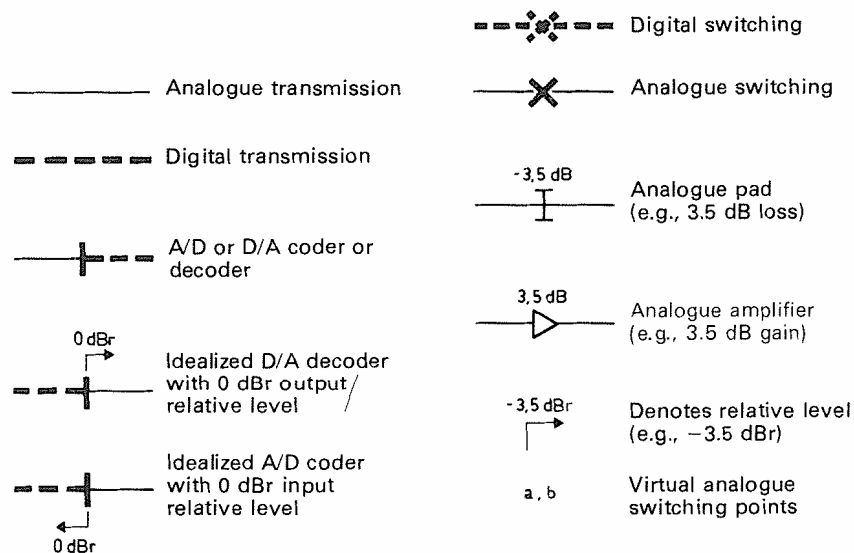 Analogue transmission
Digital transmission
A/D or D/A coder or
decoder
0 dBr
Idealized D/A decoder
with 0 dBr output
relative level
Idealized A/D coder
with 0 dBr input
relative level
0 dBr
Digital switching
Analogue switching
-3,5 dB
Analogue pad
(e.g., 3.5 dB loss)
3,5 dB
Analogue amplifier
(e.g., 3.5 dB gain)
-3,5 dBr
Denotes relative level
(e.g., −3.5 dBr)
a, b
Virtual analogue
switching points